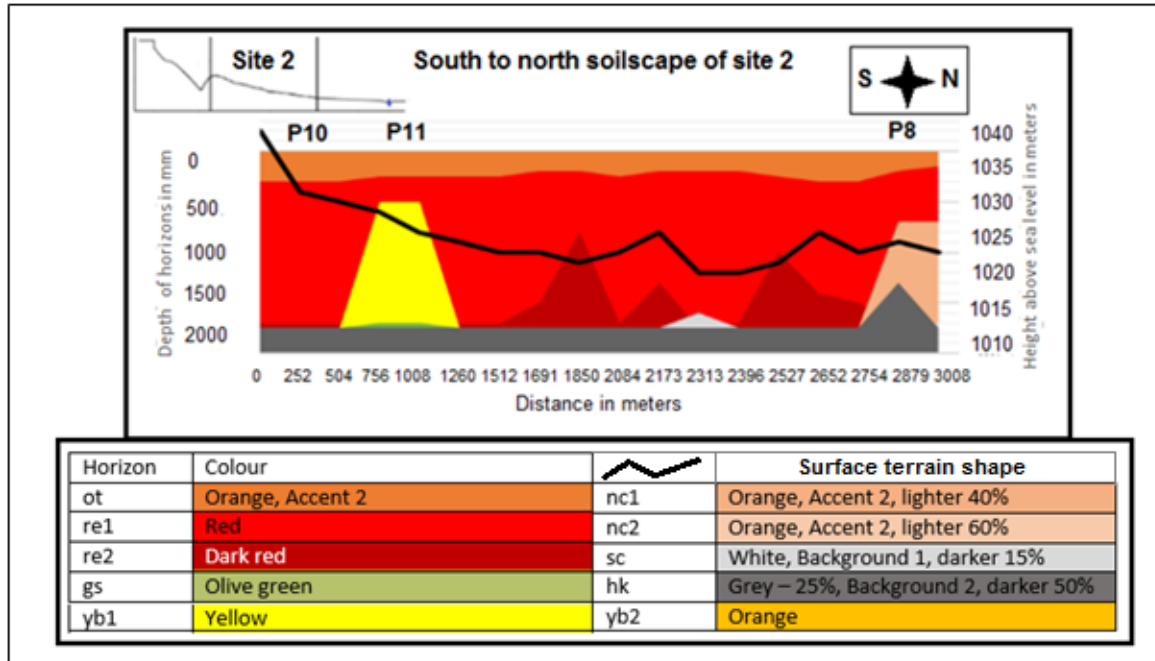 Site 2
South to north soilscape of site 2
S N
P10 P11 P8
Depth of horizons in mm
0
500
1000
1500
2000
1040
1035
1030
1025
1020
1015
1010
Height above sea level in meters
0 252 504 756 1008 1260 1512 1691 1850 2084 2173 2313 2396 2527 2652 2754 2879 3008
Distance in meters
Horizon Colour Surface terrain shape
ot Orange, Accent 2 nc1 Orange, Accent 2, lighter 40%
re1 Red nc2 Orange, Accent 2, lighter 60%
re2 Dark red sc White, Background 1, darker 15%
gs Olive green hk Grey – 25%, Background 2, darker 50%
yb1 Yellow yb2 Orange